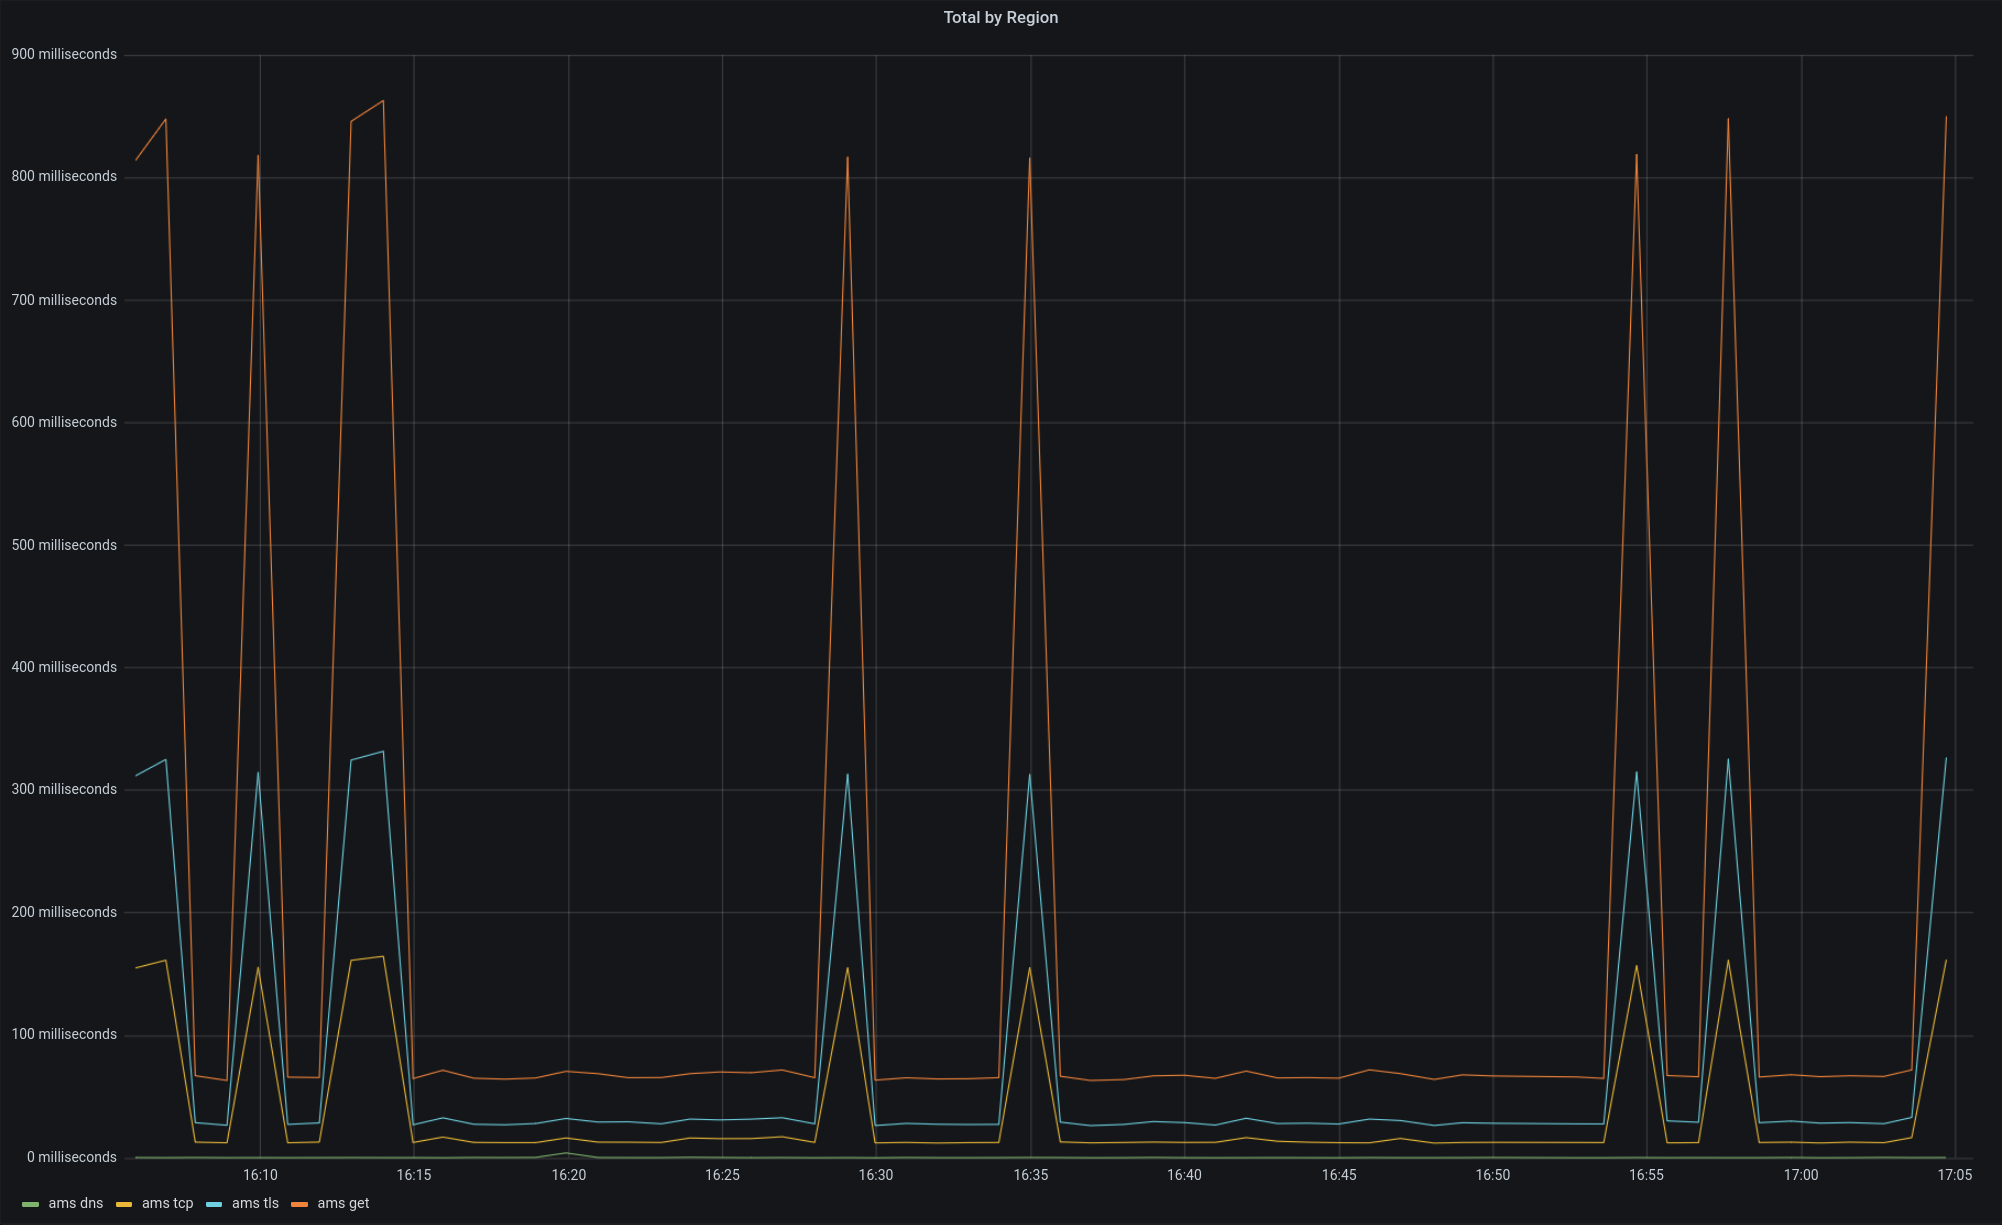 Total by Region
900 milliseconds
800 milliseconds
700 milliseconds
600 milliseconds
500 milliseconds
400 milliseconds
300 milliseconds
200 milliseconds
100 milliseconds
0 milliseconds
16:10 16:15 16:20 16:25 16:30 16:35 16:40 16:45 16:50 16:55 17:00 17:05
ams dns ams tcp ams tls ams get